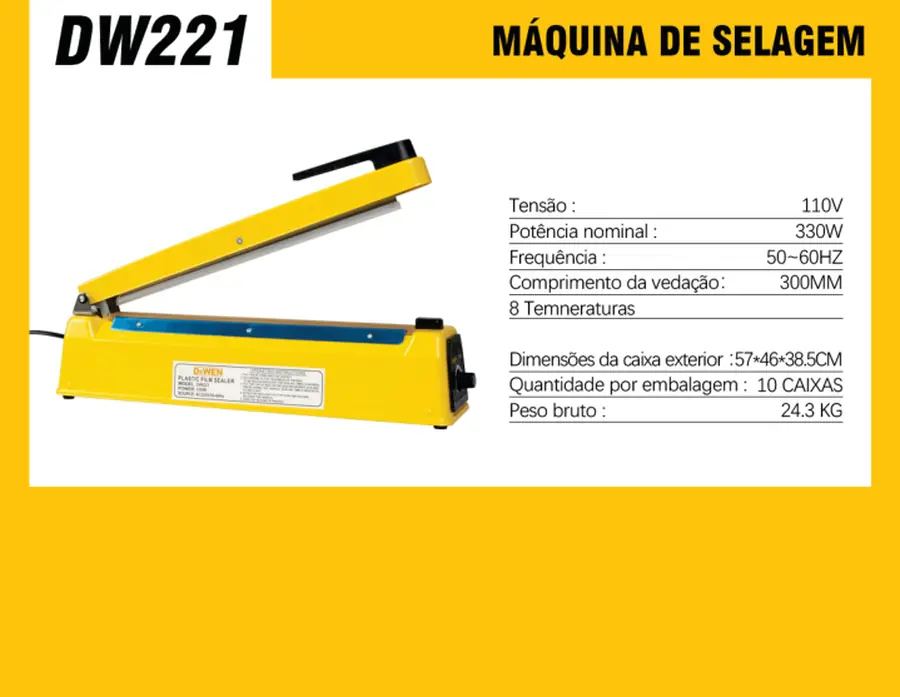 DW221
MÁQUINA DE SELAGEM
Tensão : 110V
Potência nominal : 330W
Frequência : 50~60HZ
Comprimento da vedação: 300MM
8 Temneraturas
Dimensões da caixa exterior :57*46*38.5CM
Quantidade por embalagem : 10 CAIXAS
Peso bruto : 24.3 KG
DEWEN
PLASTIC FILM SEALER